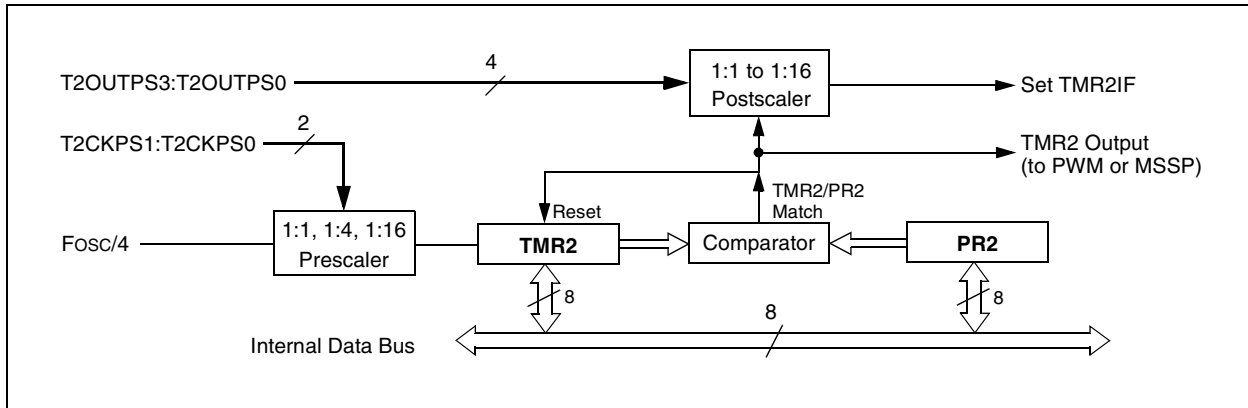 T2OUTPS3:T2OUTPS0
4
1:1 to 1:16
Postscaler
Set TMR2IF
T2CKPS1:T2CKPS0
2
TMR2 Output
(to PWM or MSSP)
Reset
TMR2/PR2
Match
FOSC/4
1:1, 1:4, 1:16
Prescaler
TMR2
Comparator
PR2
8
8
8
Internal Data Bus